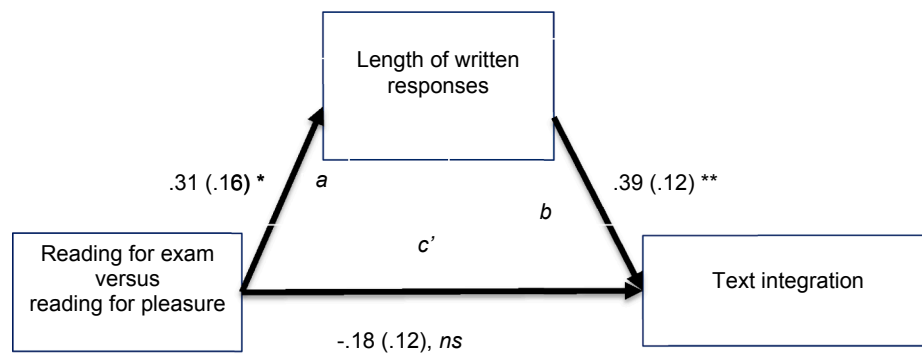 Length of written
responses
.31 (.16) *
a
.39 (.12) **
b
c’
Reading for exam
versus
reading for pleasure
Text integration
-.18 (.12), ns